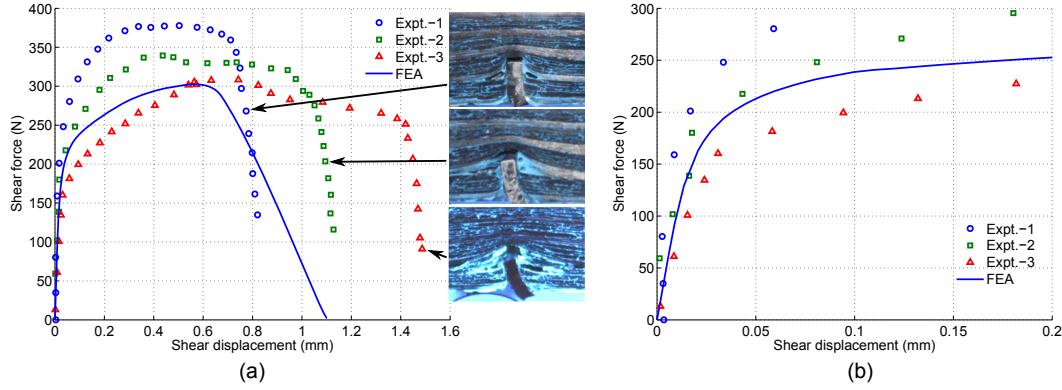 400
350
300
250
200
150
100
50
0
Shear force (N)
0 0.2 0.4 0.6 0.8 1.0 1.2 1.4 1.6
Shear displacement (mm)
Expt.−1
Expt.−2
Expt.−3
FEA
(a)
300
250
200
150
100
50
0
Shear force (N)
0 0.05 0.1 0.15 0.2
Shear displacement (mm)
Expt.−1
Expt.−2
Expt.−3
FEA
(b)